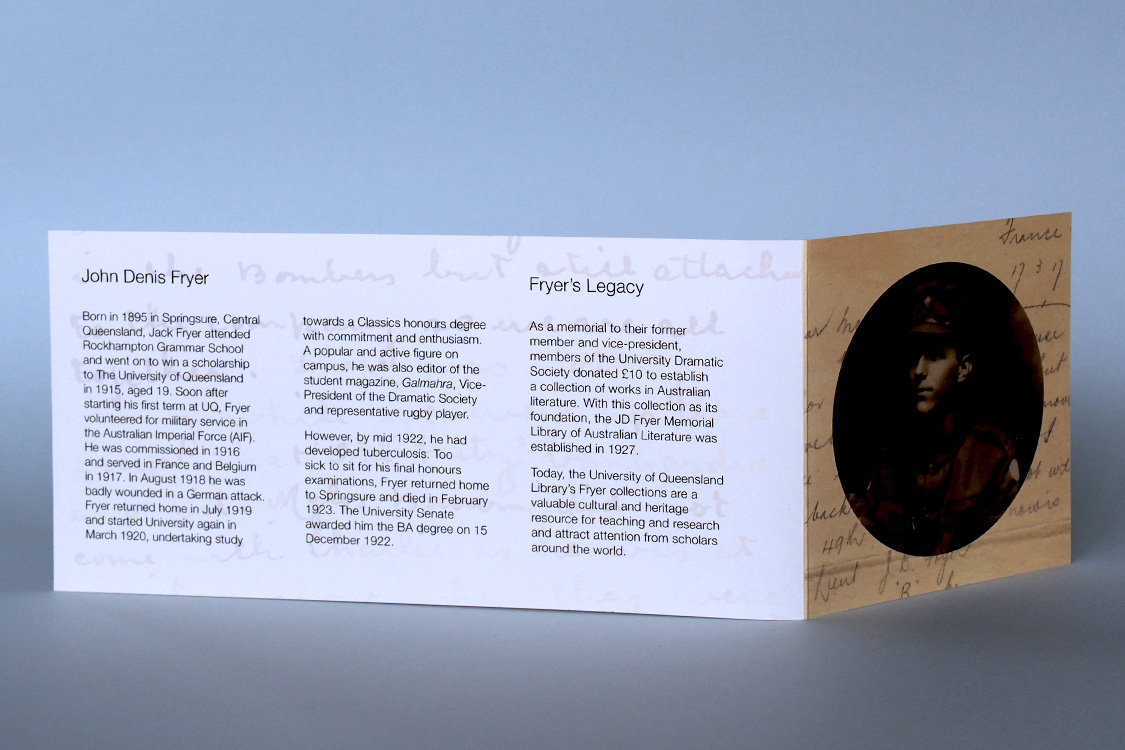 John Denis Fryer
Born in 1895 in Springsure, Central
Queensland, Jack Fryer attended
Rockhampton Grammar School
and went on to win a scholarship
to The University of Queensland
in 1915, aged 19. Soon after
starting his first term at UQ, Fryer
volunteered for military service in
the Australian Imperial Force (AIF).
He was commissioned in 1916
and served in France and Belgium
in 1917. In August 1918 he was
badly wounded in a German attack.
Fryer returned home in July 1919
and started University again in
March 1920, undertaking study
towards a Classics honours degree
with commitment and enthusiasm.
A popular and active figure on
campus, he was also editor of the
student magazine, Galmahra, Vice-
President of the Dramatic Society
and representative rugby player.
However, by mid 1922, he had
developed tuberculosis. Too
sick to sit for his final honours
examinations, Fryer returned home
to Springsure and died in February
1923. The University Senate
awarded him the BA degree on 15
December 1922.
Fryer's Legacy
As a memorial to their former
member and vice-president,
members of the University Dramatic
Society donated £10 to establish
a collection of works in Australian
literature. With this collection as its
foundation, the JD Fryer Memorial
Library of Australian Literature was
established in 1927.
Today, the University of Queensland
Library's Fryer collections are a
valuable cultural and heritage
resource for teaching and research
and attract attention from scholars
around the world.
the Bombers but still attache
all
come with
France
17 3 17
back
49th.
Lieut J.D. Fryer